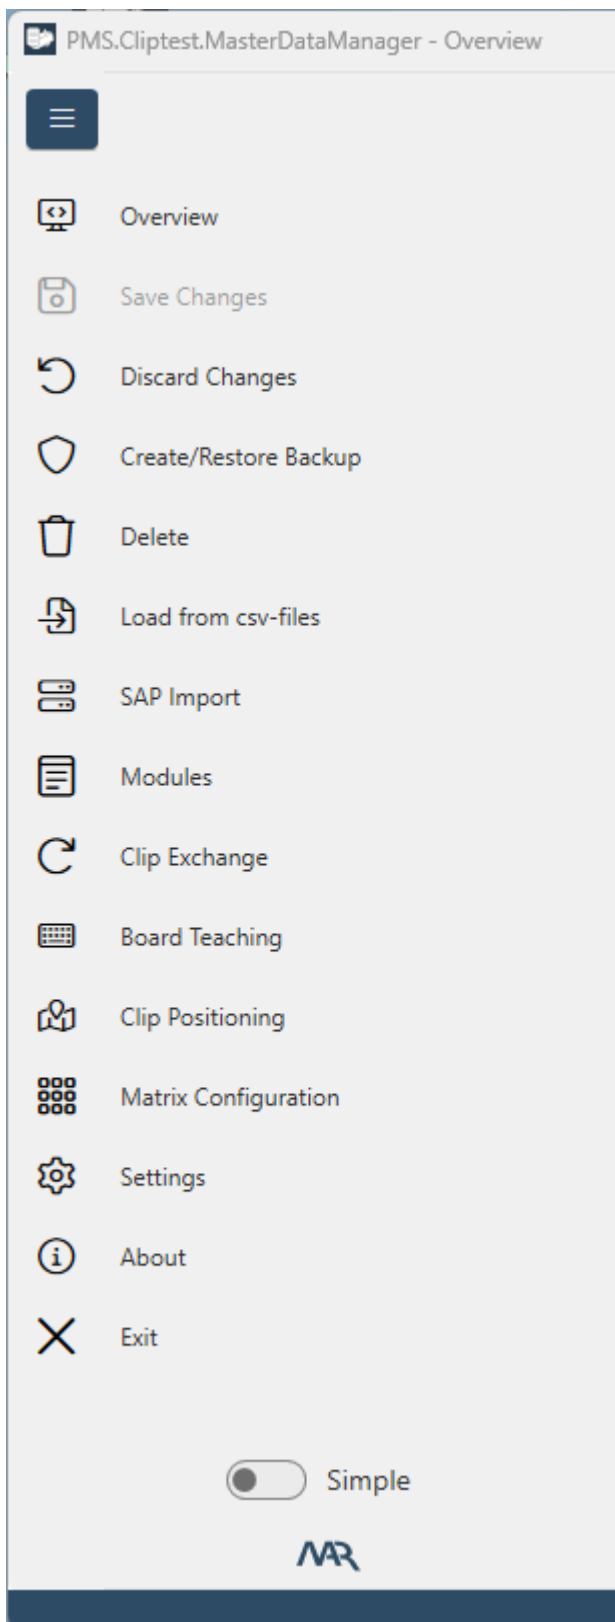 PMS.Cliptest.MasterDataManager - Overview
Overview
Save Changes
Discard Changes
Create/Restore Backup
Delete
Load from csv-files
SAP Import
Modules
Clip Exchange
Board Teaching
Clip Positioning
Matrix Configuration
Settings
About
Exit
Simple